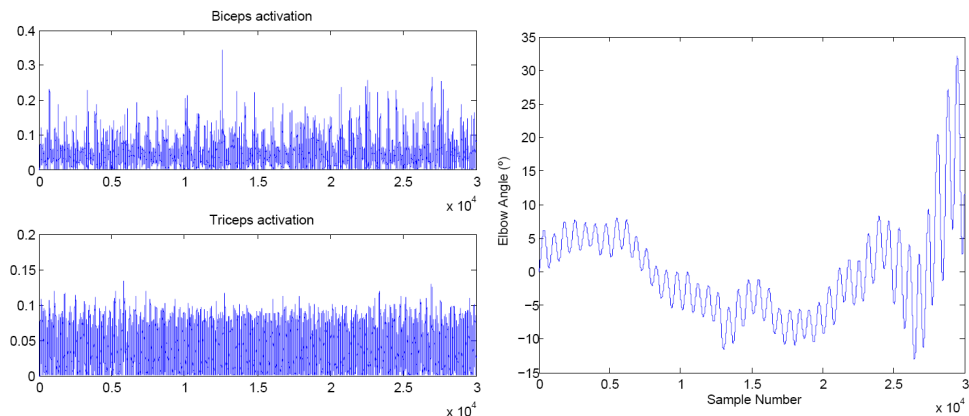 Biceps activation
0.4
0.3
0.2
0.1
0
0 0.5 1 1.5 2 2.5 3
x 10^4
Triceps activation
0.2
0.15
0.1
0.05
0
0 0.5 1 1.5 2 2.5 3
x 10^4
35
30
25
20
15
10
5
0
−5
−10
−15
Elbow Angle (º)
0 0.5 1 1.5 2 2.5 3
Sample Number
x 10^4